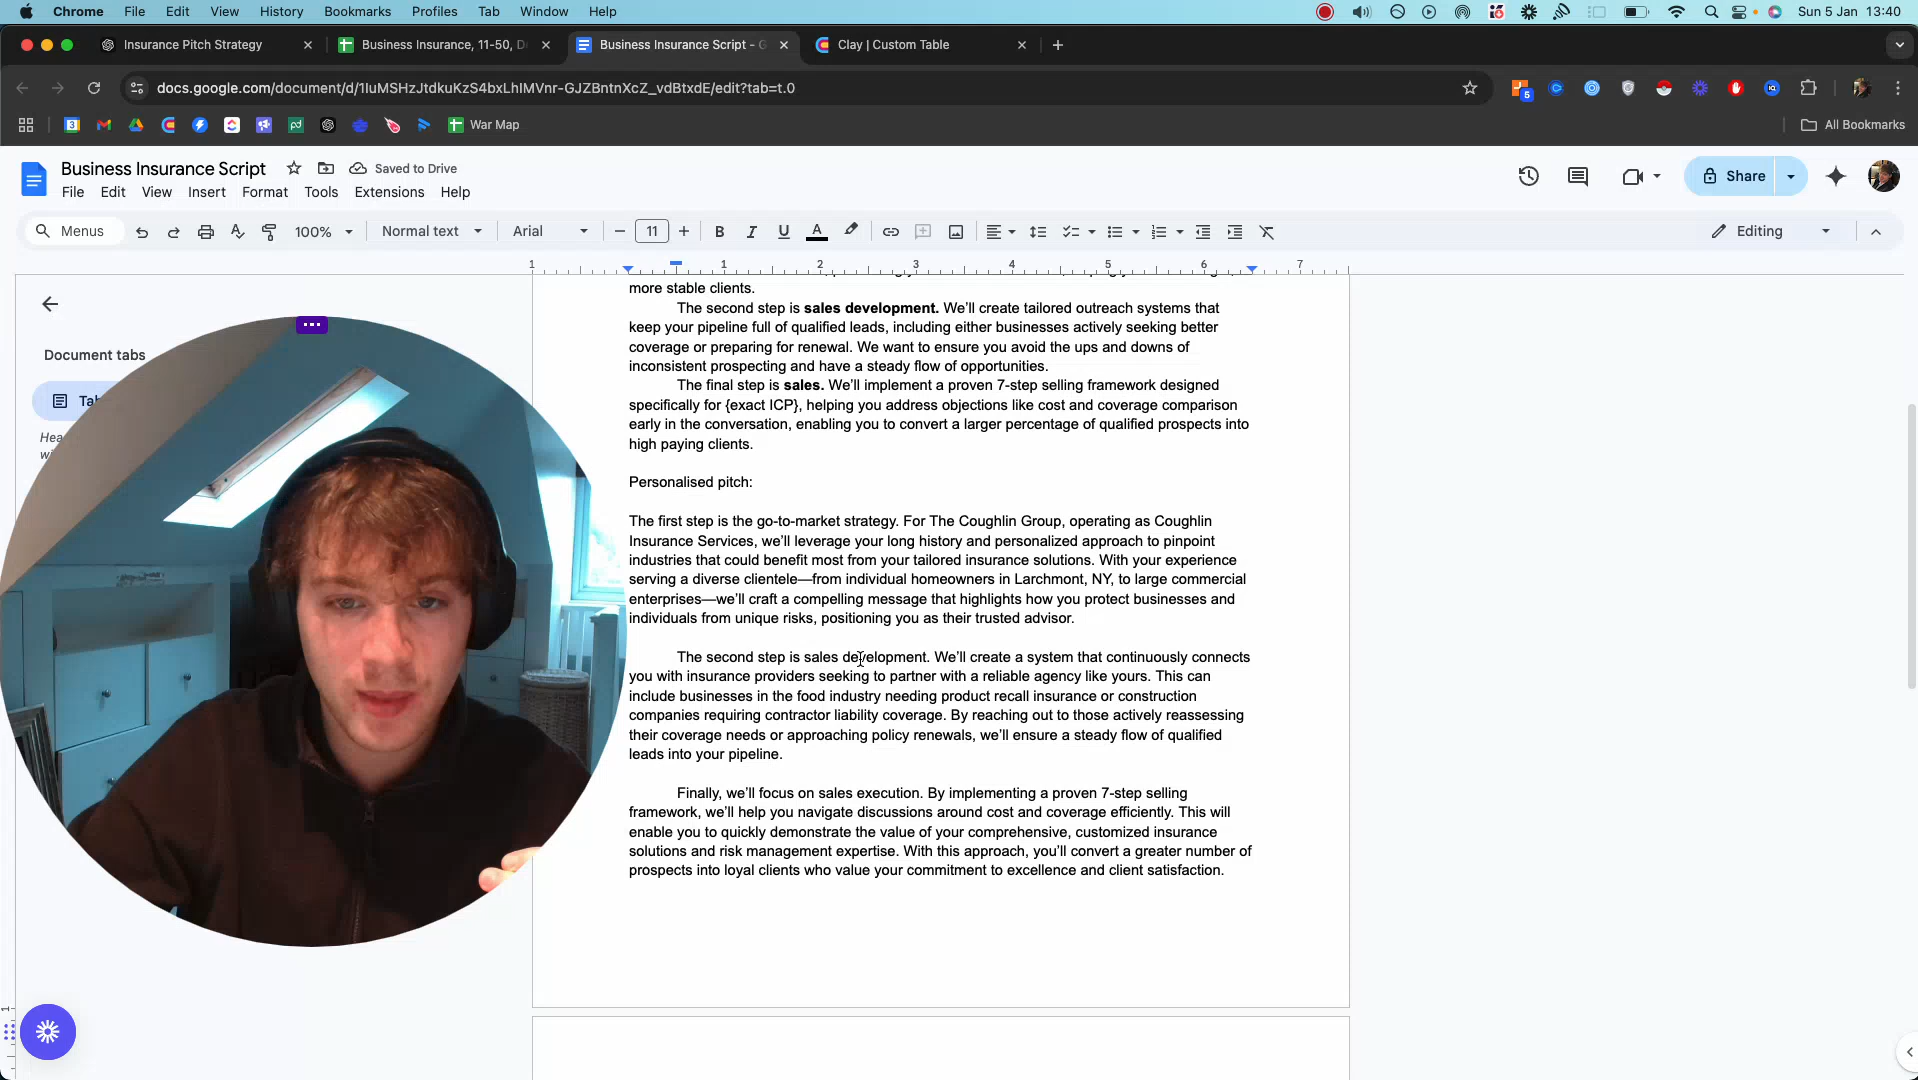 Chrome File Edit View History Bookmarks Profiles Tab Window Help Sun 5 Jan 13:40
Insurance Pitch Strategy Business Insurance, 11-50, D Business Insurance Script - G Clay | Custom Table
docs.google.com/document/d/1IuMSHzJtdkuKzS4bxLhIMVnr-GJZBntnXcZ_vdBtxdE/edit?tab=t.0
5
War Map All Bookmarks
Business Insurance Script Saved to Drive
File Edit View Insert Format Tools Extensions Help
Share
Menus 100% Normal text Arial 11 Editing
1 1 2 3 4 5 6 7
more stable clients.
The second step is sales development. We’ll create tailored outreach systems that
keep your pipeline full of qualified leads, including either businesses actively seeking better
coverage or preparing for renewal. We want to ensure you avoid the ups and downs of
inconsistent prospecting and have a steady flow of opportunities.
The final step is sales. We’ll implement a proven 7-step selling framework designed
specifically for {exact ICP}, helping you address objections like cost and coverage comparison
early in the conversation, enabling you to convert a larger percentage of qualified prospects into
high paying clients.
Personalised pitch:
The first step is the go-to-market strategy. For The Coughlin Group, operating as Coughlin
Insurance Services, we’ll leverage your long history and personalized approach to pinpoint
industries that could benefit most from your tailored insurance solutions. With your experience
serving a diverse clientele—from individual homeowners in Larchmont, NY, to large commercial
enterprises—we’ll craft a compelling message that highlights how you protect businesses and
individuals from unique risks, positioning you as their trusted advisor.
The second step is sales development. We’ll create a system that continuously connects
you with insurance providers seeking to partner with a reliable agency like yours. This can
include businesses in the food industry needing product recall insurance or construction
companies requiring contractor liability coverage. By reaching out to those actively reassessing
their coverage needs or approaching policy renewals, we’ll ensure a steady flow of qualified
leads into your pipeline.
Finally, we’ll focus on sales execution. By implementing a proven 7-step selling
framework, we’ll help you navigate discussions around cost and coverage efficiently. This will
enable you to quickly demonstrate the value of your comprehensive, customized insurance
solutions and risk management expertise. With this approach, you’ll convert a greater number of
prospects into loyal clients who value your commitment to excellence and client satisfaction.
Document tabs